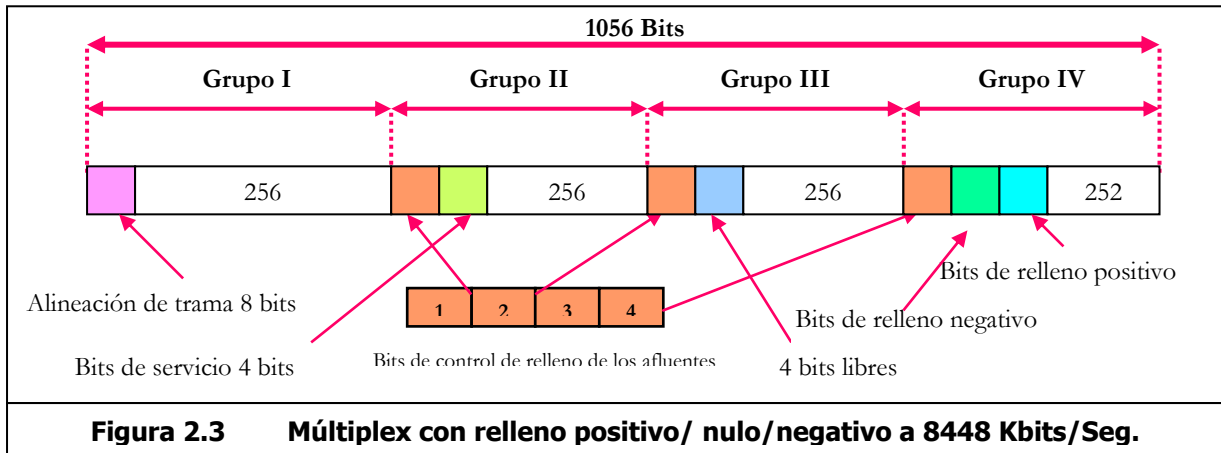 1056 Bits
Grupo I
Grupo II
Grupo III
Grupo IV
256
256
256
252
Bits de relleno positivo
Alineación de trama 8 bits
1 2 3 4
Bits de relleno negativo
Bits de servicio 4 bits
Bits de control de relleno de los afluentes
4 bits libres
Figura 2.3 Múltiplex con relleno positivo/ nulo/negativo a 8448 Kbits/Seg.